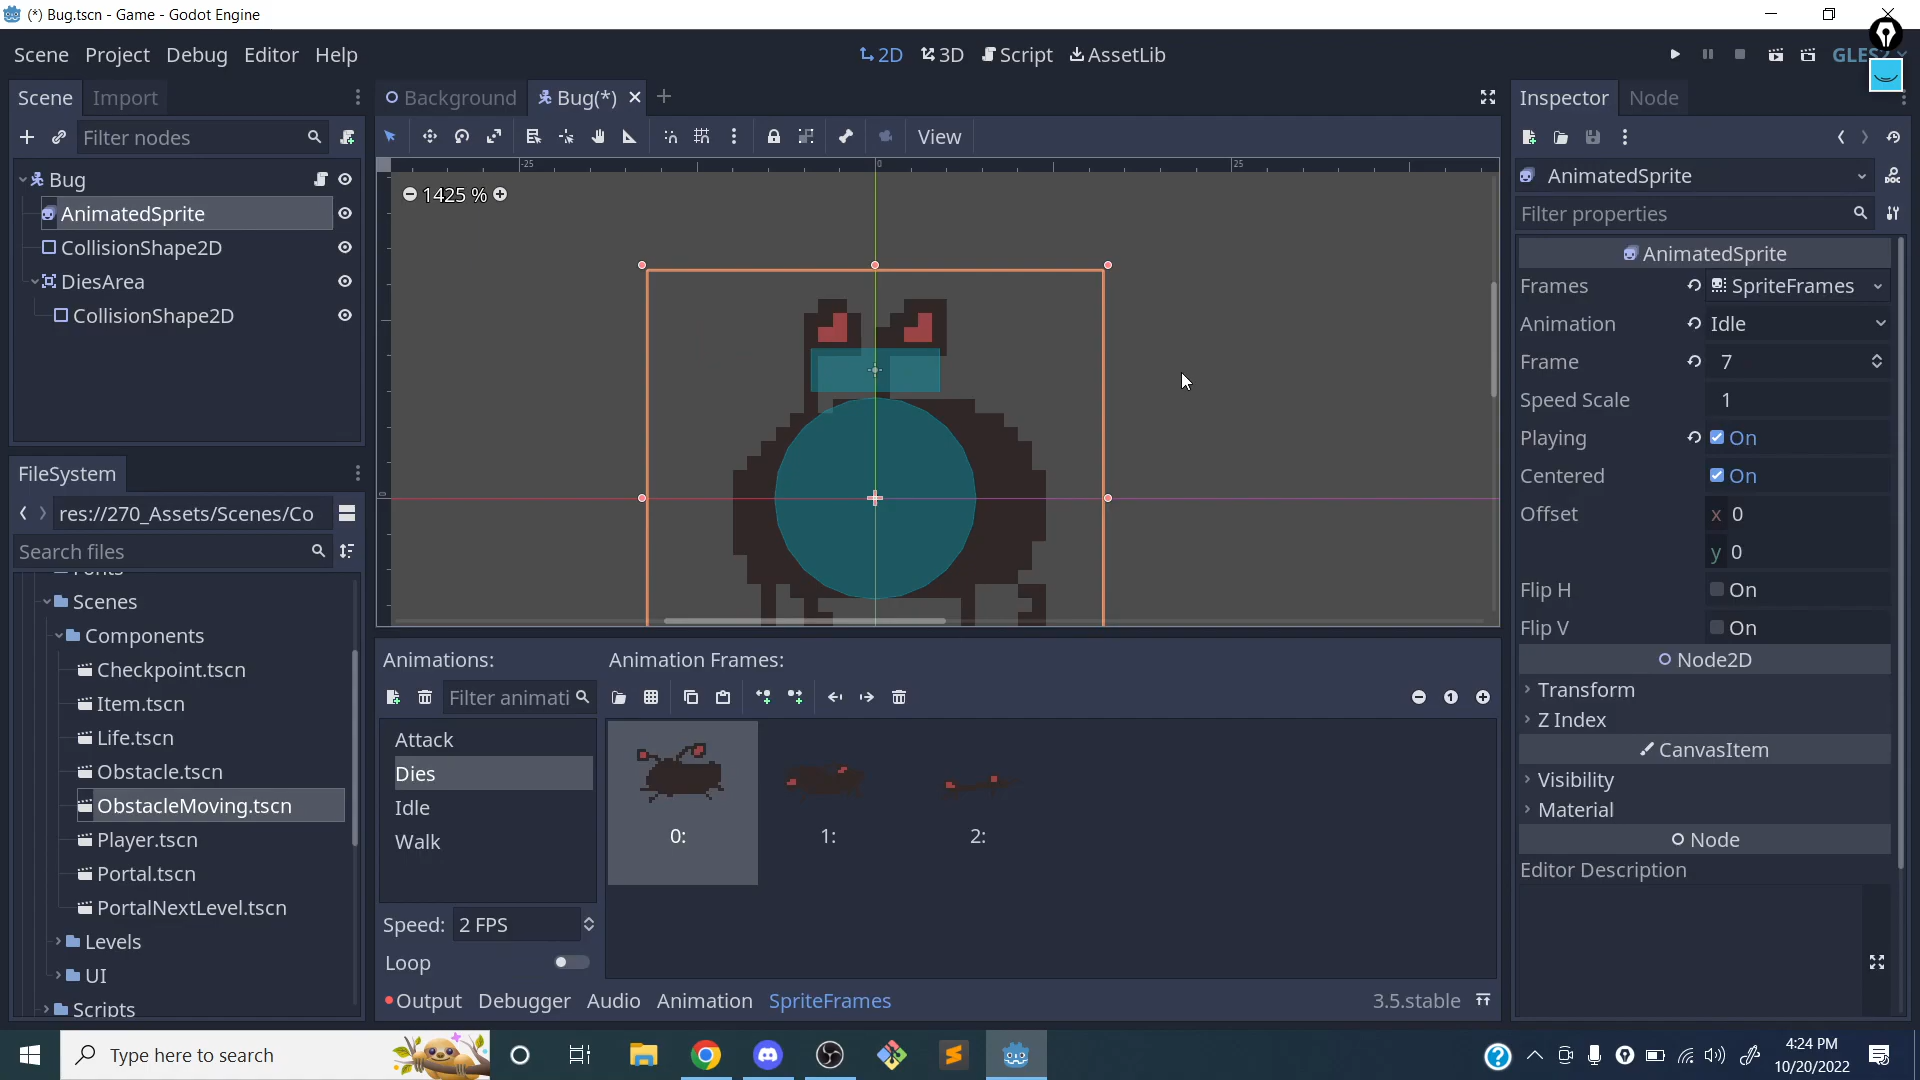 (*) Bug.tscn - Game - Godot Engine
Scene Project Debug Editor Help
2D 3D Script AssetLib
Scene Import
Filter nodes
Bug
AnimatedSprite
CollisionShape2D
DiesArea
CollisionShape2D
FileSystem
res://270_Assets/Scenes/Co
Search files
Scenes
Components
Checkpoint.tscn
Item.tscn
Life.tscn
Obstacle.tscn
ObstacleMoving.tscn
Player.tscn
Portal.tscn
PortalNextLevel.tscn
Levels
UI
Scripts
Background Bug(*)
View
-25 0 25
1425 %
0
Animations:
Filter animati
Attack
Dies
Idle
Walk
Speed: 2 FPS
Loop
Animation Frames:
0: 1: 2:
Output Debugger Audio Animation SpriteFrames 3.5.stable
Inspector Node
AnimatedSprite
Filter properties
AnimatedSprite
Frames SpriteFrames
Animation Idle
Frame 7
Speed Scale 1
Playing On
Centered On
Offset x 0
y 0
Flip H On
Flip V On
Node2D
Transform
Z Index
CanvasItem
Visibility
Material
Node
Editor Description
Type here to search
4:24 PM
10/20/2022